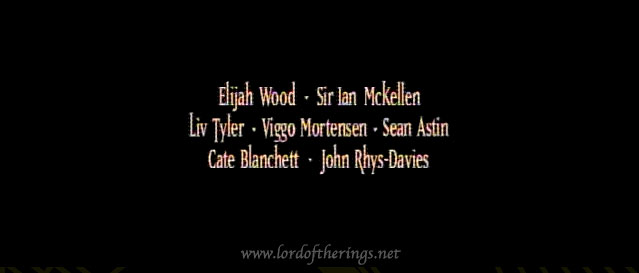 Elijah Wood · Sir Ian McKellen
Liv Tyler · Viggo Mortensen · Sean Astin
Cate Blanchett · John Rhys-Davies
www.lordoftherings.net